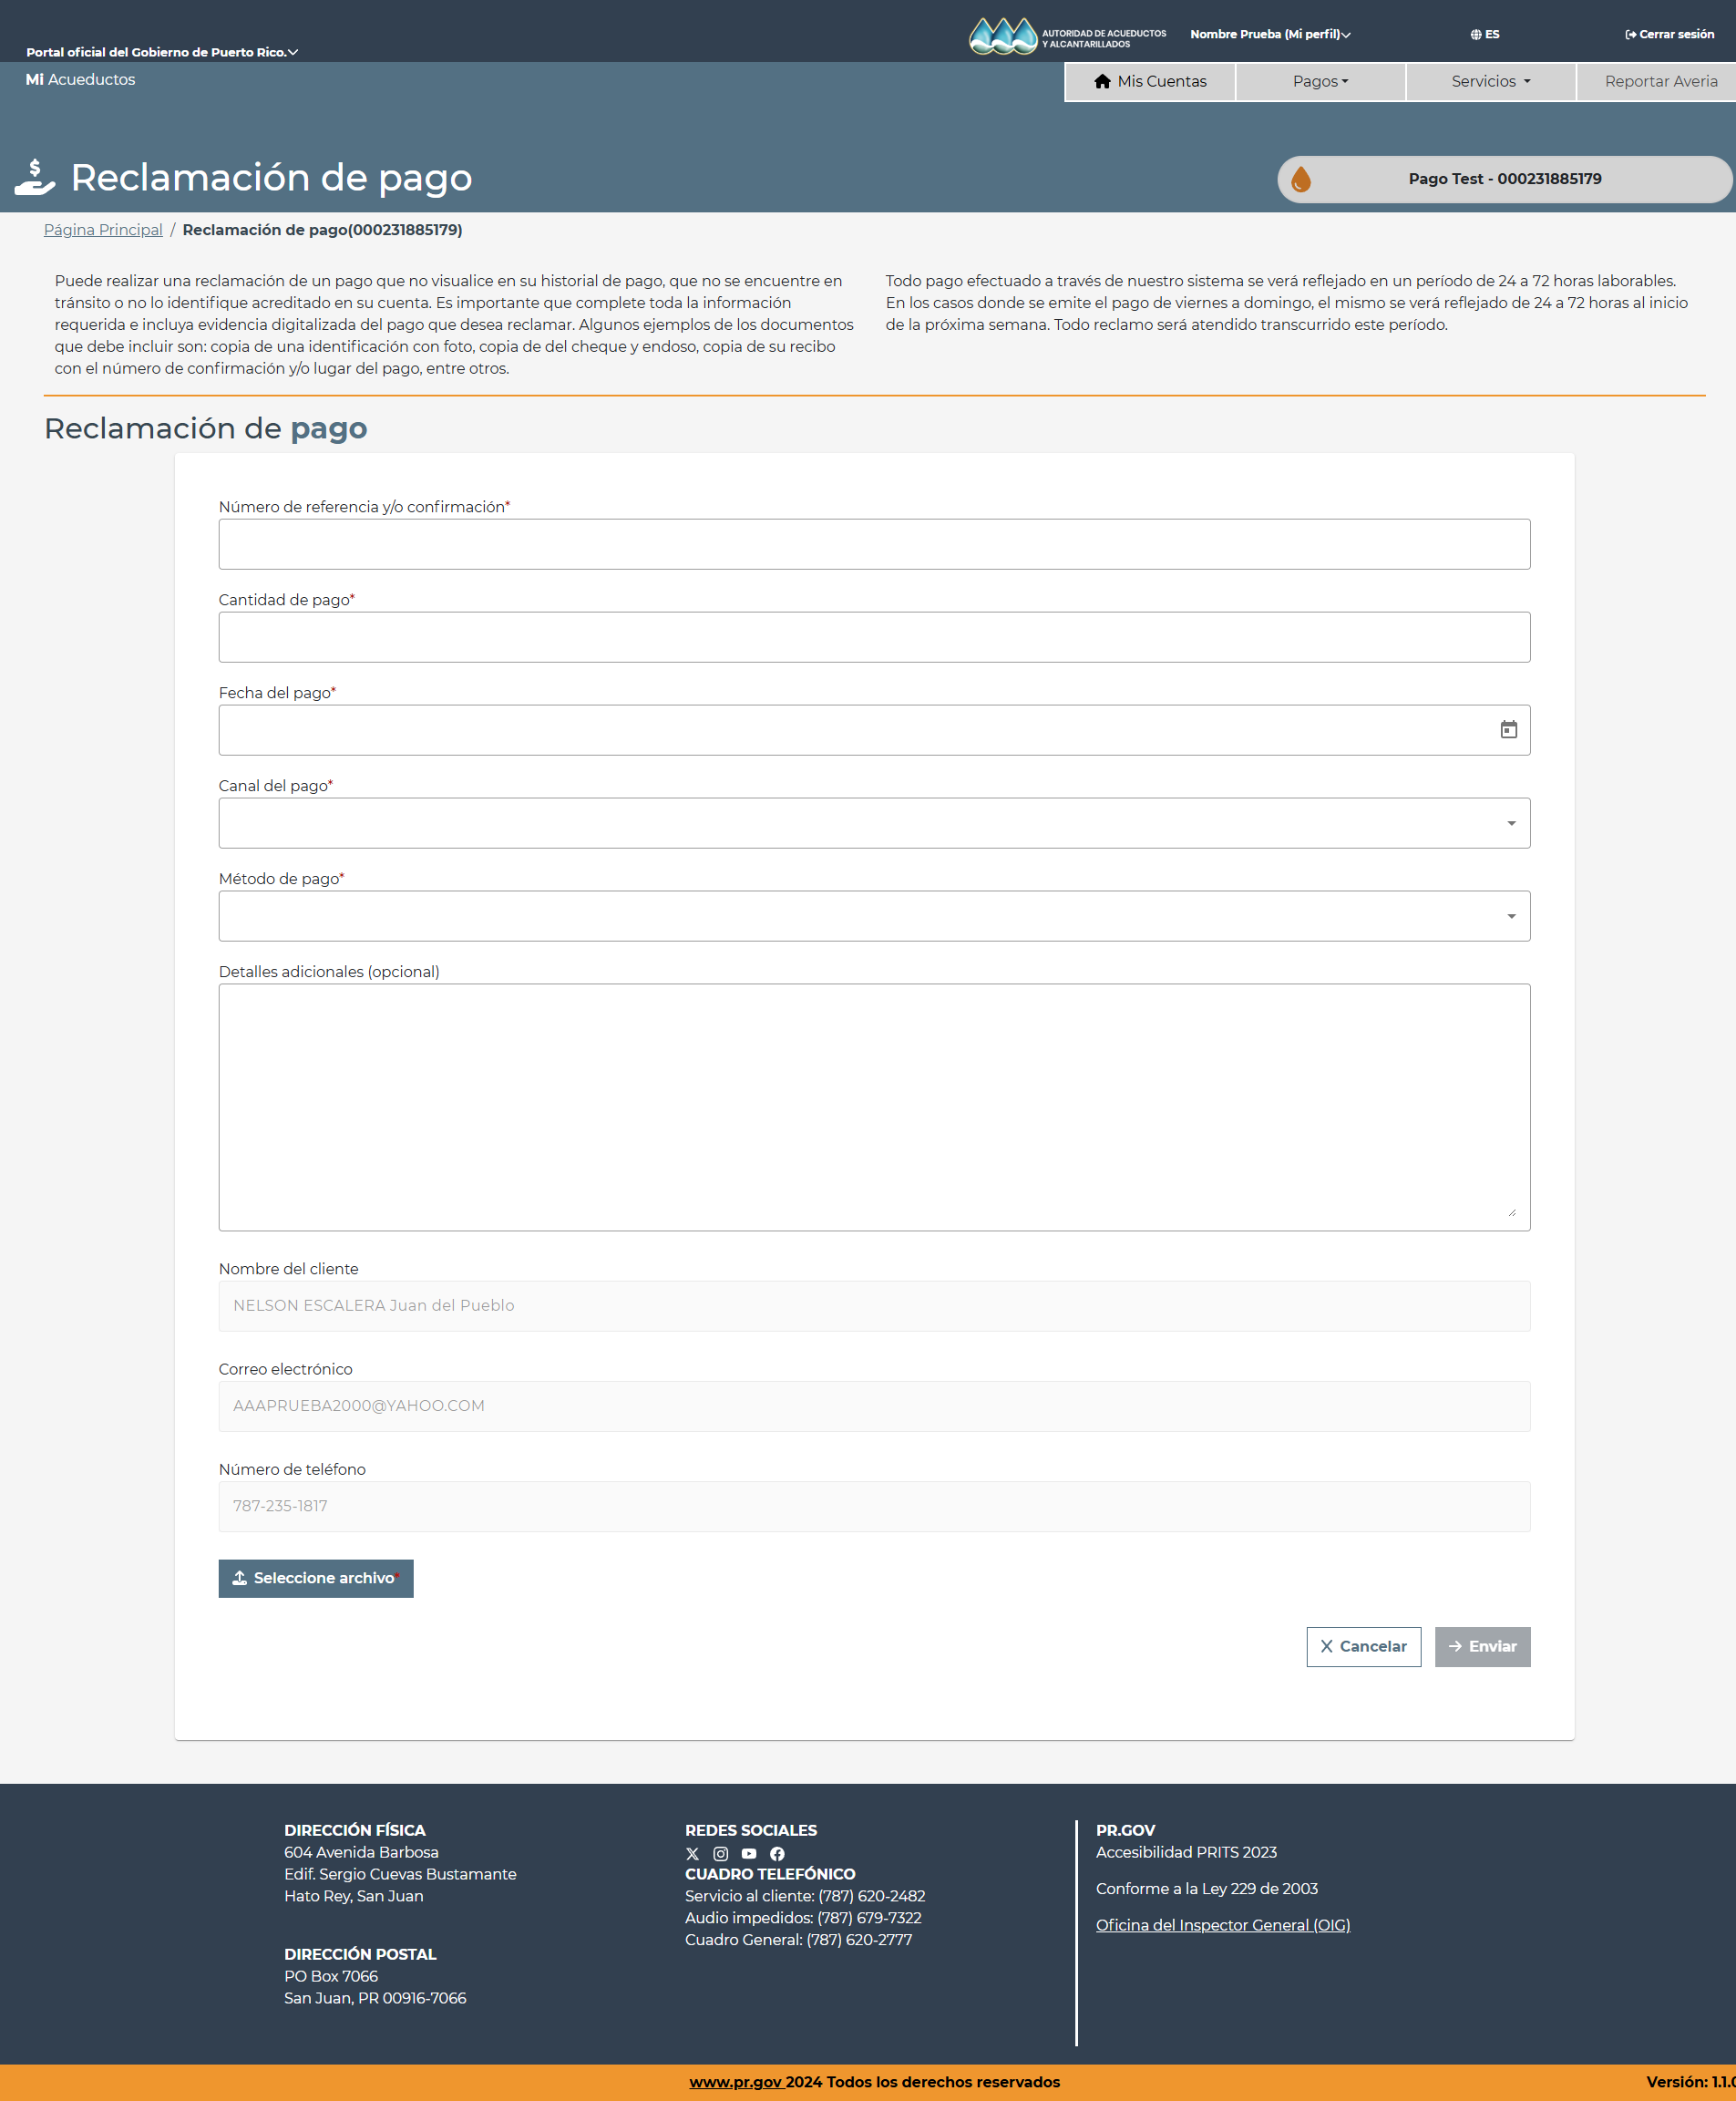 Portal oficial del Gobierno de Puerto Rico.
AUTORIDAD DE ACUEDUCTOS
Y ALCANTARILLADOS
Nombre Prueba (Mi perfil)
ES
Cerrar sesión
Mi Acueductos
Mis Cuentas
Pagos
Servicios
Reportar Averia
Reclamación de pago
Pago Test - 000231885179
Página Principal / Reclamación de pago(000231885179)
Puede realizar una reclamación de un pago que no visualice en su historial de pago, que no se encuentre en
tránsito o no lo identifique acreditado en su cuenta. Es importante que complete toda la información
requerida e incluya evidencia digitalizada del pago que desea reclamar. Algunos ejemplos de los documentos
que debe incluir son: copia de una identificación con foto, copia de del cheque y endoso, copia de su recibo
con el número de confirmación y/o lugar del pago, entre otros.
Todo pago efectuado a través de nuestro sistema se verá reflejado en un período de 24 a 72 horas laborables.
En los casos donde se emite el pago de viernes a domingo, el mismo se verá reflejado de 24 a 72 horas al inicio
de la próxima semana. Todo reclamo será atendido transcurrido este período.
Reclamación de pago
Número de referencia y/o confirmación*
Cantidad de pago*
Fecha del pago*
Canal del pago*
Método de pago*
Detalles adicionales (opcional)
Nombre del cliente
NELSON ESCALERA Juan del Pueblo
Correo electrónico
AAAPRUEBA2000@YAHOO.COM
Número de teléfono
787-235-1817
Seleccione archivo*
Cancelar
Enviar
DIRECCIÓN FÍSICA
604 Avenida Barbosa
Edif. Sergio Cuevas Bustamante
Hato Rey, San Juan
DIRECCIÓN POSTAL
PO Box 7066
San Juan, PR 00916-7066
REDES SOCIALES
CUADRO TELEFÓNICO
Servicio al cliente: (787) 620-2482
Audio impedidos: (787) 679-7322
Cuadro General: (787) 620-2777
PR.GOV
Accesibilidad PRITS 2023
Conforme a la Ley 229 de 2003
Oficina del Inspector General (OIG)
www.pr.gov 2024 Todos los derechos reservados
Versión: 1.1.0